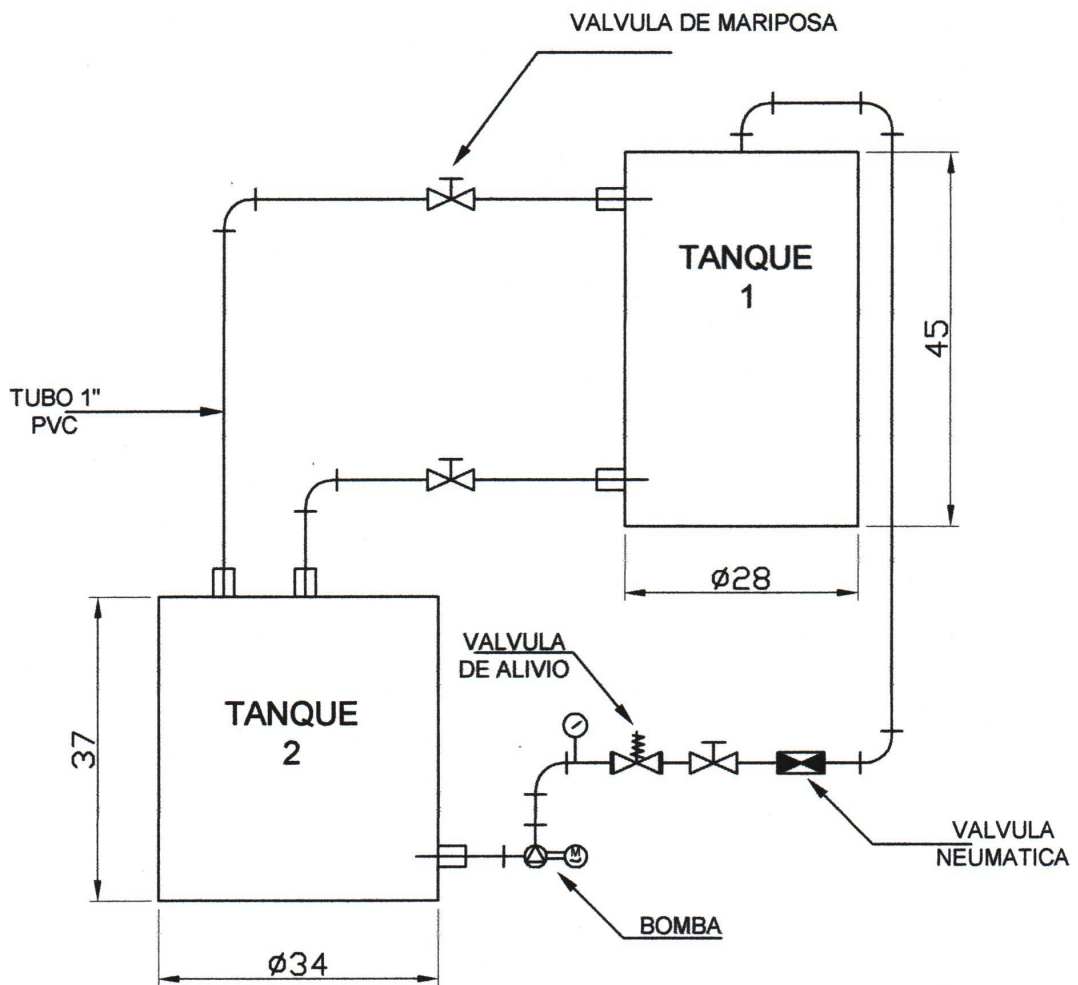 VALVULA DE MARIPOSA
TANQUE
1
45
TUBO 1"
PVC
Ø28
VALVULA
DE ALIVIO
TANQUE
2
37
VALVULA
NEUMATICA
M
BOMBA
Ø34